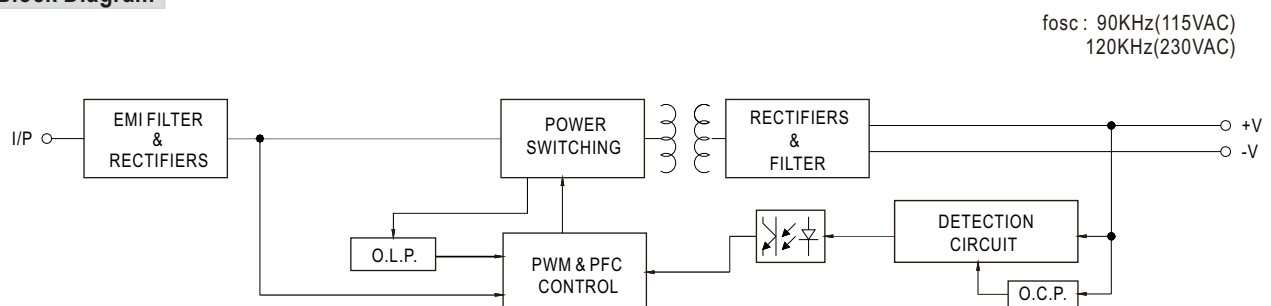 Block Diagram
fosc : 90KHz(115VAC)
120KHz(230VAC)
I/P
EMI FILTER
&
RECTIFIERS
POWER
SWITCHING
RECTIFIERS
&
FILTER
+V
-V
O.L.P.
PWM & PFC
CONTROL
DETECTION
CIRCUIT
O.C.P.